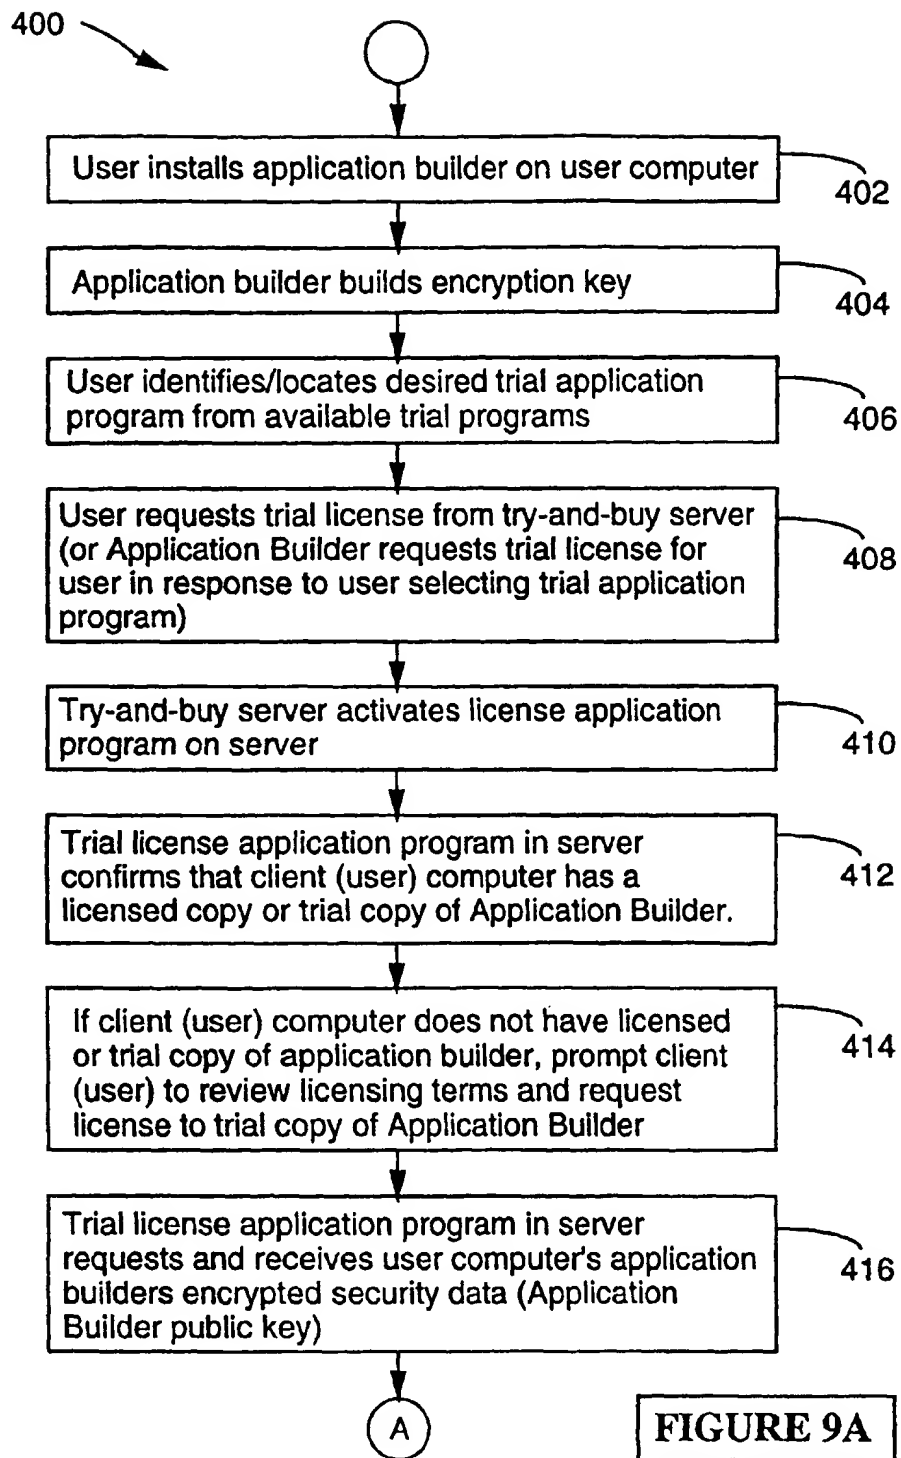 400
User installs application builder on user computer
402
Application builder builds encryption key
404
User identifies/locates desired trial application
program from available trial programs
406
User requests trial license from try-and-buy server
(or Application Builder requests trial license for
user in response to user selecting trial application
program)
408
Try-and-buy server activates license application
program on server
410
Trial license application program in server
confirms that client (user) computer has a
licensed copy or trial copy of Application Builder.
412
If client (user) computer does not have licensed
or trial copy of application builder, prompt client
(user) to review licensing terms and request
license to trial copy of Application Builder
414
Trial license application program in server
requests and receives user computer's application
builders encrypted security data (Application
Builder public key)
416
A
FIGURE 9A